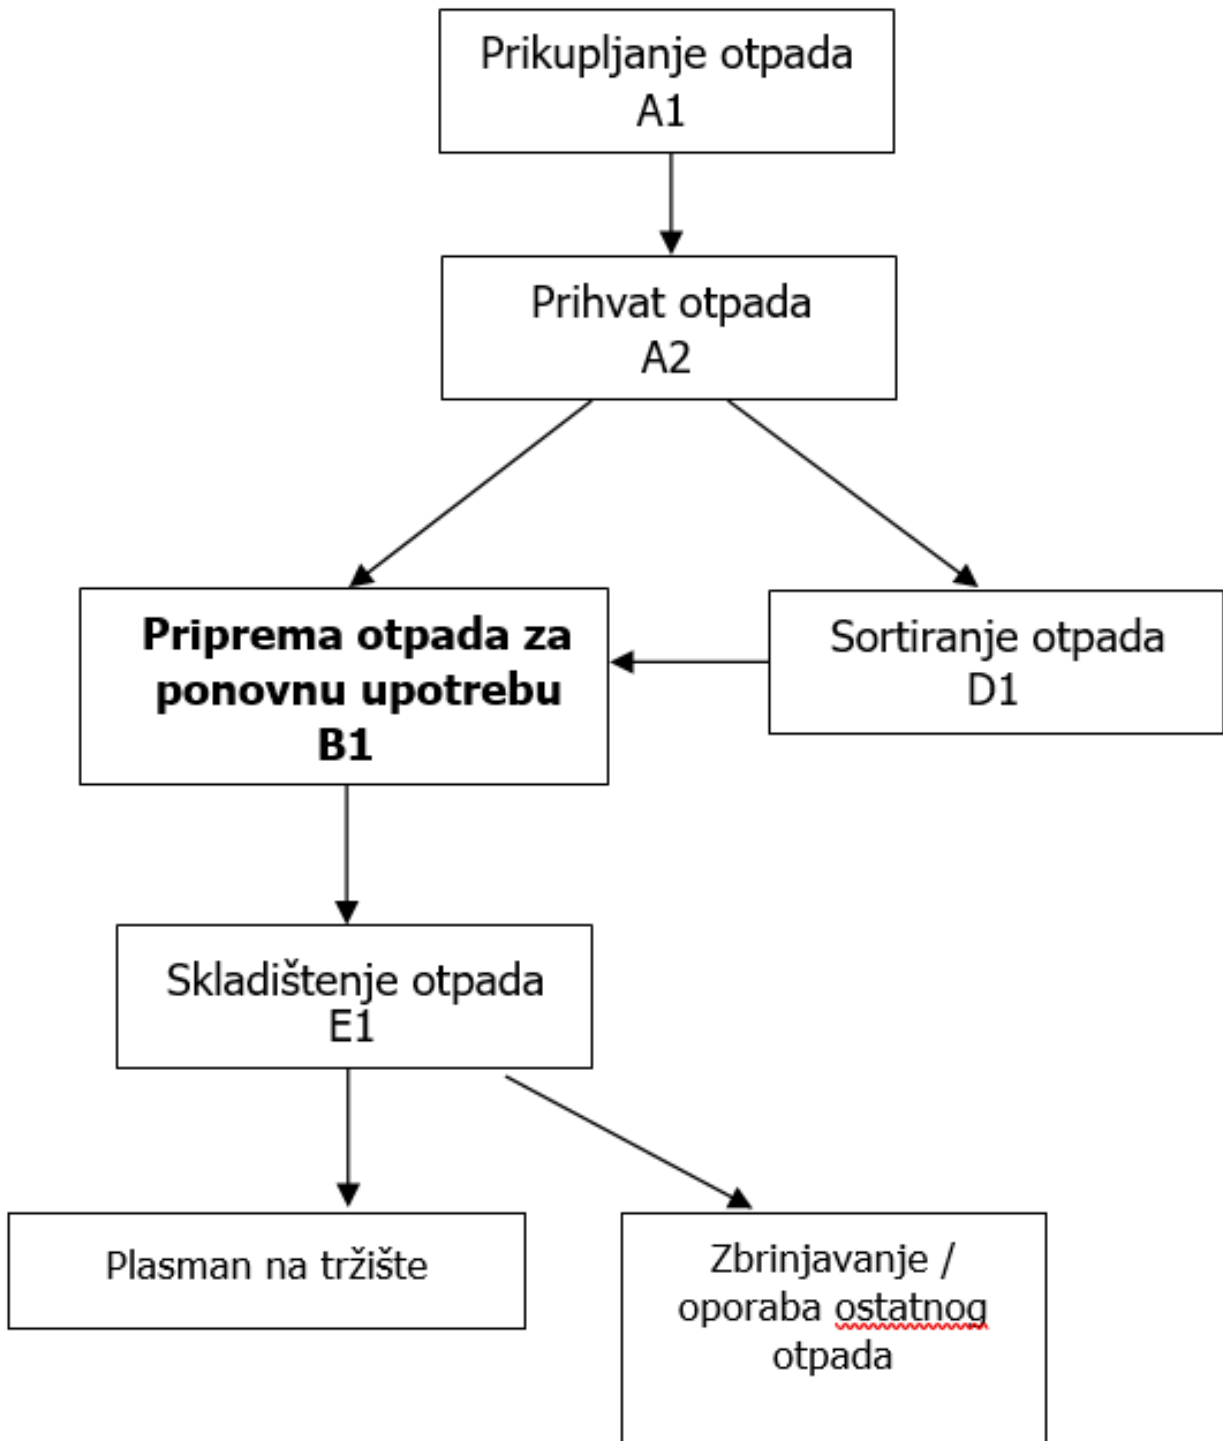 Prikupljanje otpada
A1
Prihvat otpada
A2
Priprema otpada za
ponovnu upotrebu
B1
Sortiranje otpada
D1
Skladištenje otpada
E1
Plasman na tržište
Zbrinjavanje /
oporaba ostatnog
otpada